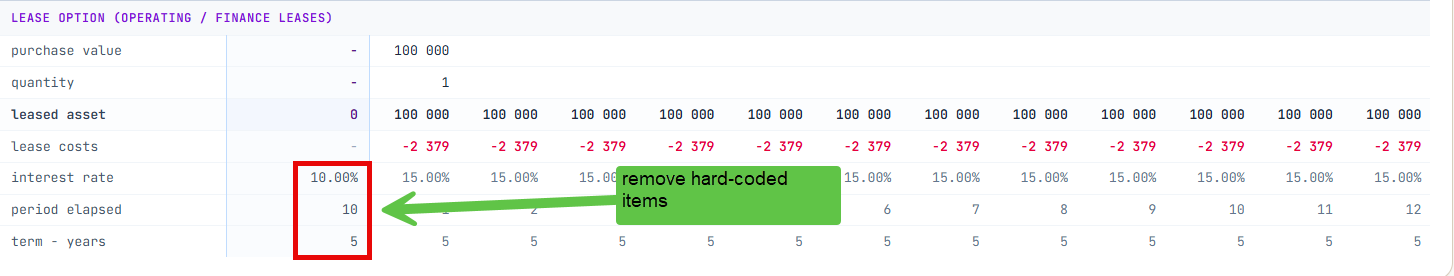 LEASE OPTION (OPERATING / FINANCE LEASES)
purchase value - 100 000
quantity - 1
leased asset 0 100 000 100 000 100 000 100 000 100 000 100 000 100 000 100 000 100 000 100 000 100 000 100 000
lease costs - -2 379 -2 379 -2 379 -2 379 -2 379 -2 379 -2 379 -2 379 -2 379 -2 379 -2 379 -2 379
interest rate 10.00% 15.00% 15.00% 15.0 15.00% 15.00% 15.00% 15.00% 15.00% 15.00% 15.00%
remove hard-coded
items
period elapsed 10 2 6 7 8 9 10 11 12
term - years 5 5 5 5 5 5 5 5 5 5 5 5 5